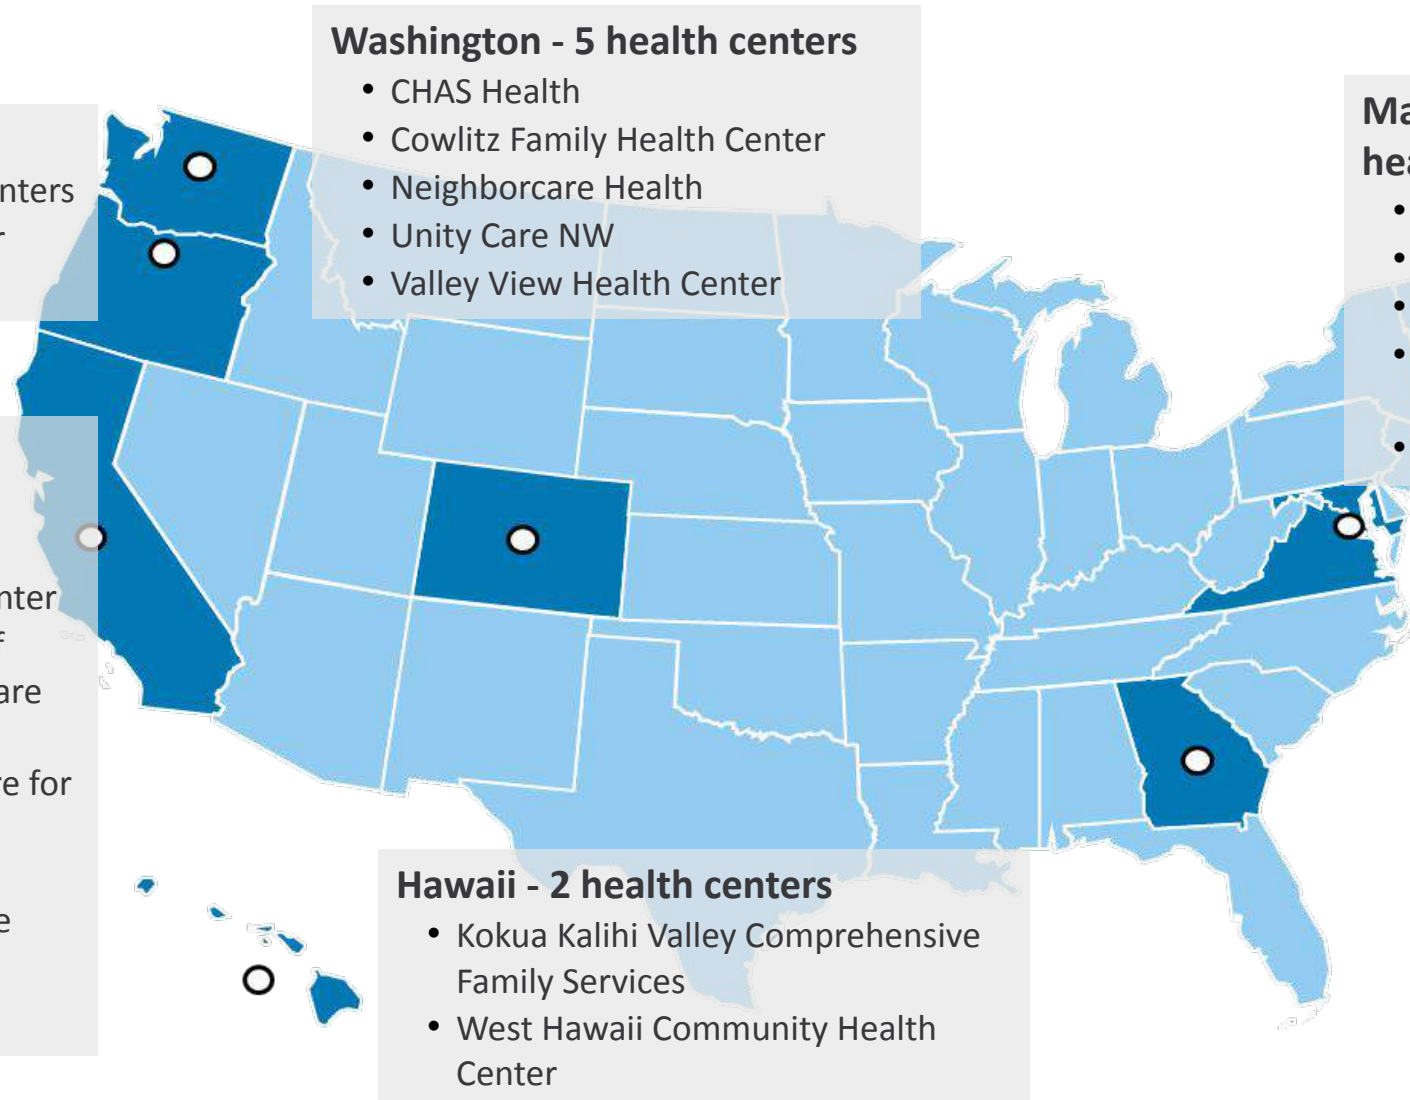 Washington - 5 health centers
• CHAS Health
• Cowlitz Family Health Center
• Neighborcare Health
• Unity Care NW
• Valley View Health Center
Hawaii - 2 health centers
• Kokua Kalihi Valley Comprehensive
Family Services
• West Hawaii Community Health
Center
for